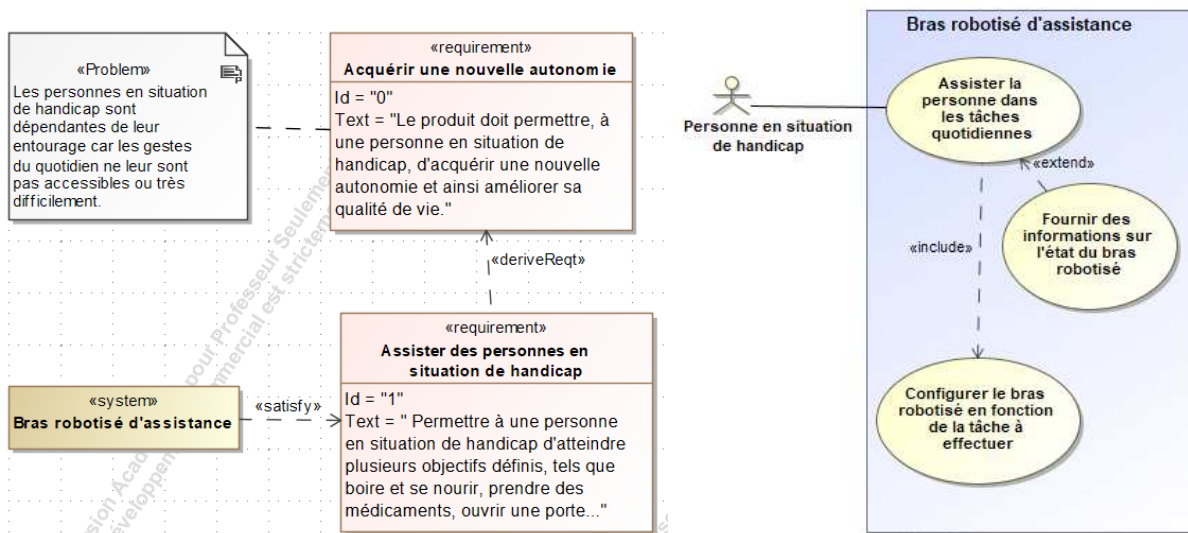 «Problem»
Les personnes en situation
de handicap sont
dépendantes de leur
entourage car les gestes
du quotidien ne leur sont
pas accessibles ou très
difficilement.
«requirement»
Acquérir une nouvelle autonomie
Id = "0"
Text = "Le produit doit permettre, à
une personne en situation de
handicap, d'acquérir une nouvelle
autonomie et ainsi améliorer sa
qualité de vie."
«deriveReqt»
«requirement»
Assister des personnes en
situation de handicap
Id = "1"
Text = " Permettre à une personne
en situation de handicap d'atteindre
plusieurs objectifs définis, tels que
boire et se nourir, prendre des
médicaments, ouvrir une porte..."
«system»
Bras robotisé d'assistance
«satisfy»
pour Professeur Seulement
est strictement
Personne en situation
de handicap
Bras robotisé d'assistance
Assister la
personne dans
les tâches
quotidiennes
«extend»
Fournir des
informations sur
l'état du bras
robotisé
«include»
Configurer le bras
robotisé en fonction
de la tâche à
effectuer